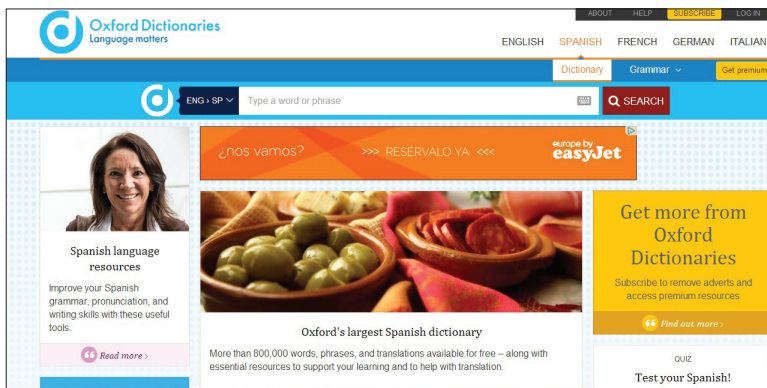 Oxford Dictionaries
Language matters
ABOUT HELP SUBSCRIBE LOG IN
ENGLISH SPANISH FRENCH GERMAN ITALIAN
Dictionary Grammar Get premium
ENG › SP Type a word or phrase SEARCH
¿nos vamos? >>> RESÉRVALO YA <<< europe by easyJet
Spanish language
resources
Improve your Spanish
grammar, pronunciation, and
writing skills with these useful
tools.
Read more ›
Oxford's largest Spanish dictionary
More than 800,000 words, phrases, and translations available for free – along with
essential resources to support your learning and to help with translation.
Get more from
Oxford
Dictionaries
Subscribe to remove adverts and
access premium resources
Find out more ›
QUIZ
Test your Spanish!